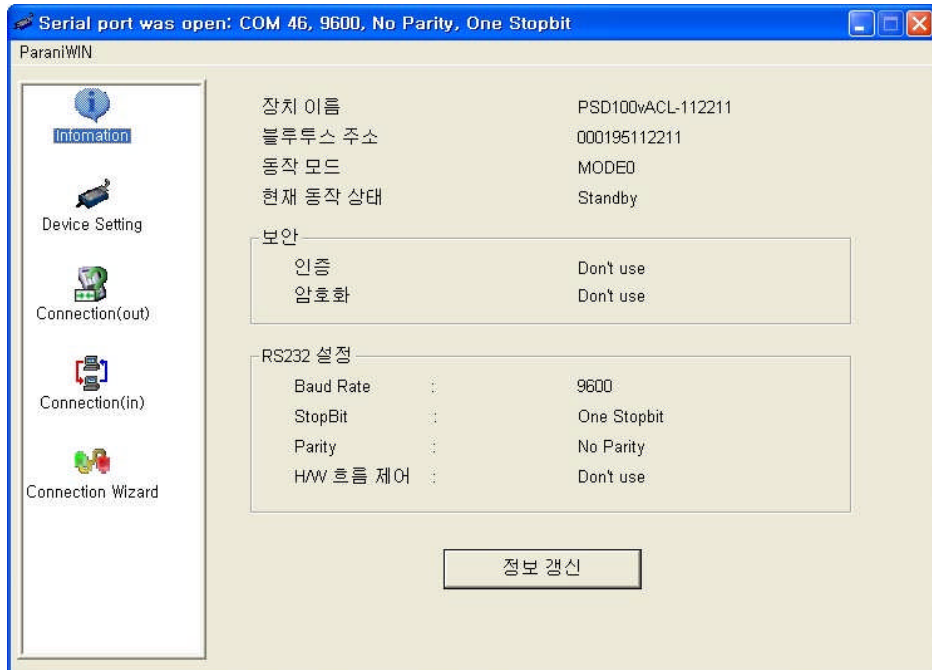 Serial port was open: COM 46, 9600, No Parity, One Stopbit
ParaniWIN
Infomation
Device Setting
Connection(out)
Connection(in)
Connection Wizard
장치 이름 PSD100vACL-112211
블루투스 주소 000195112211
동작 모드 MODE0
현재 동작 상태 Standby
보안
인증 Don't use
암호화 Don't use
RS232 설정
Baud Rate : 9600
StopBit : One Stopbit
Parity : No Parity
H/W 흐름 제어 : Don't use
정보 갱신